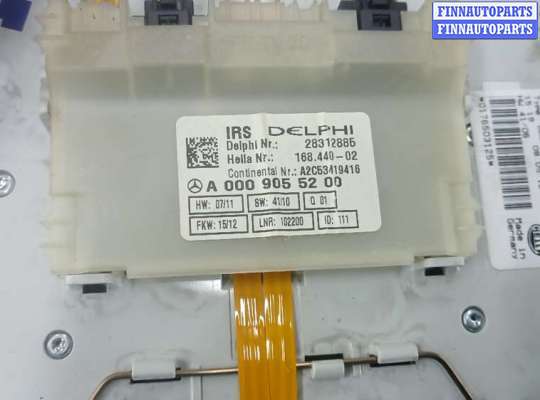 FINNAUTOPARTS
FINNAUTOPARTS
IRS DELPHI
Delphi Nr.: 28312885
Hella Nr.: 168.440-02
Continental Nr.: A2C53419416
A 000 905 52 00
HW: 07/11 SW: 41/10 Q 01
FKW: 15/12 LNR: 102200 ID: 111
Made in
Germany